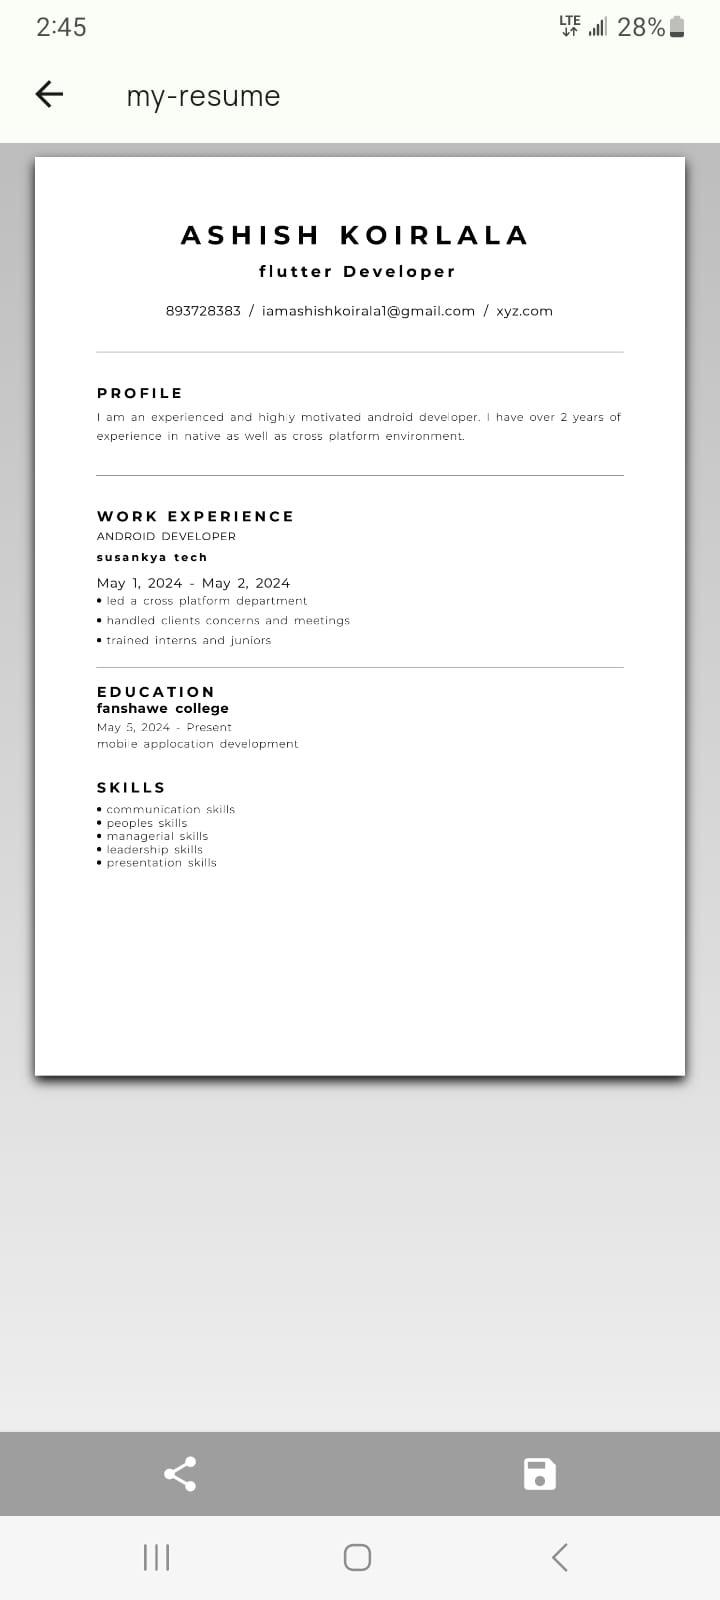 2:45 LTE 28%
my-resume
ASHISH KOIRLALA
flutter Developer
893728383 / iamashishkoirala1@gmail.com / xyz.com
PROFILE
I am an experienced and highly motivated android developer. I have over 2 years of
experience in native as well as cross platform environment.
WORK EXPERIENCE
ANDROID DEVELOPER
susankya tech
May 1, 2024 - May 2, 2024
• led a cross platform department
• handled clients concerns and meetings
• trained interns and juniors
EDUCATION
fanshawe college
May 5, 2024 - Present
mobile applocation development
SKILLS
• communication skills
• peoples skills
• managerial skills
• leadership skills
• presentation skills